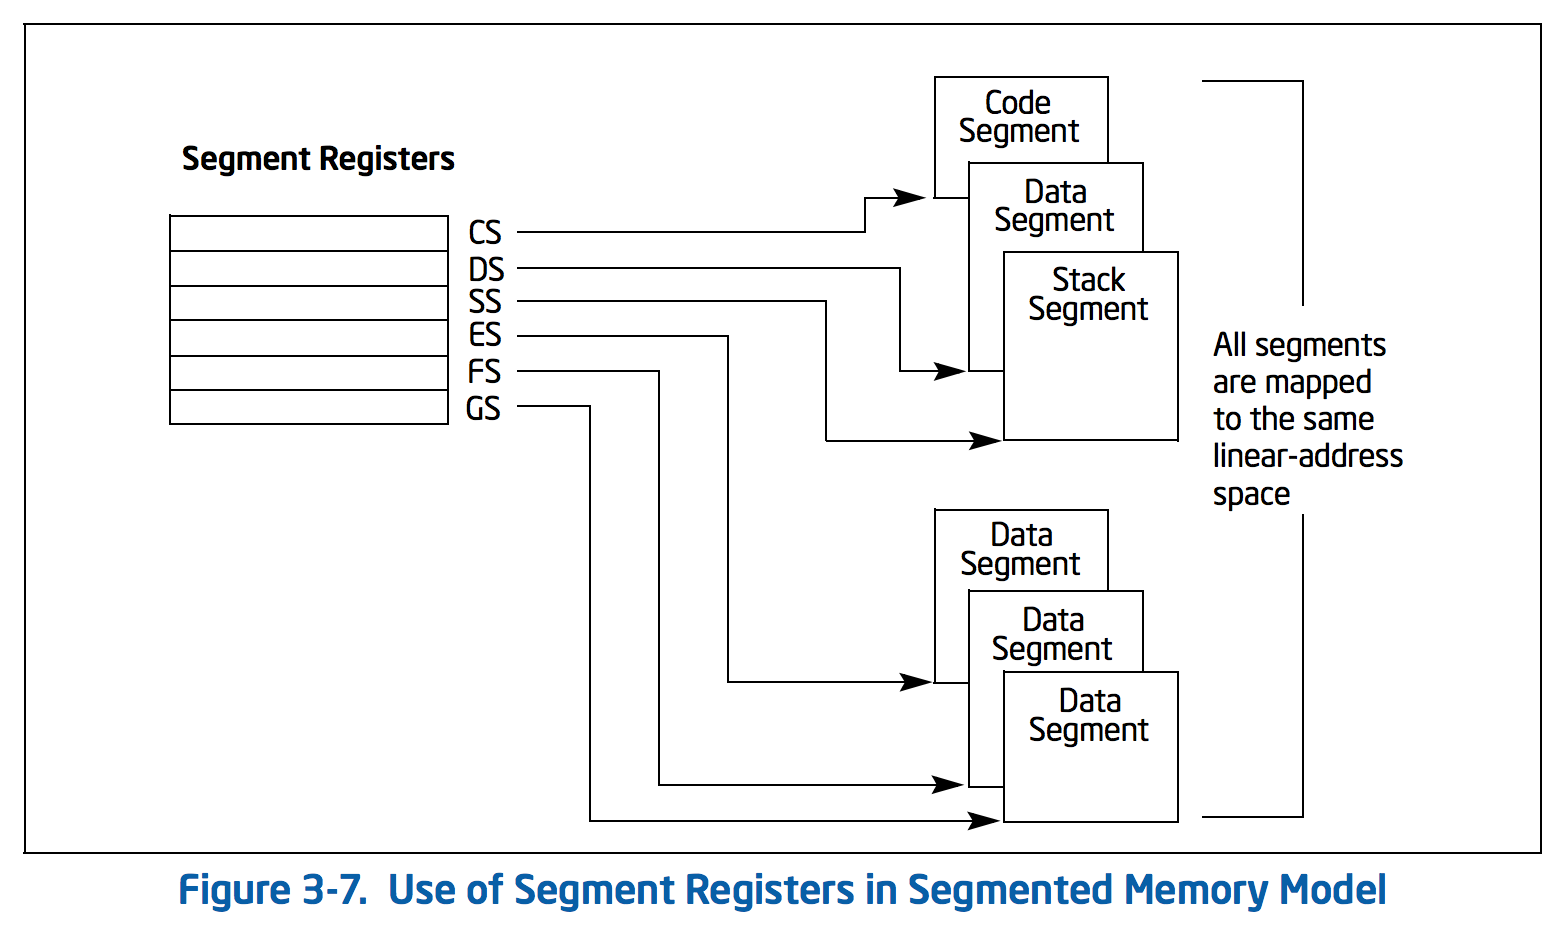 Segment Registers
CS
DS
SS
ES
FS
GS
Code
Segment
Data
Segment
Stack
Segment
Data
Segment
Data
Segment
Data
Segment
All segments
are mapped
to the same
linear-address
space
Figure 3-7. Use of Segment Registers in Segmented Memory Model